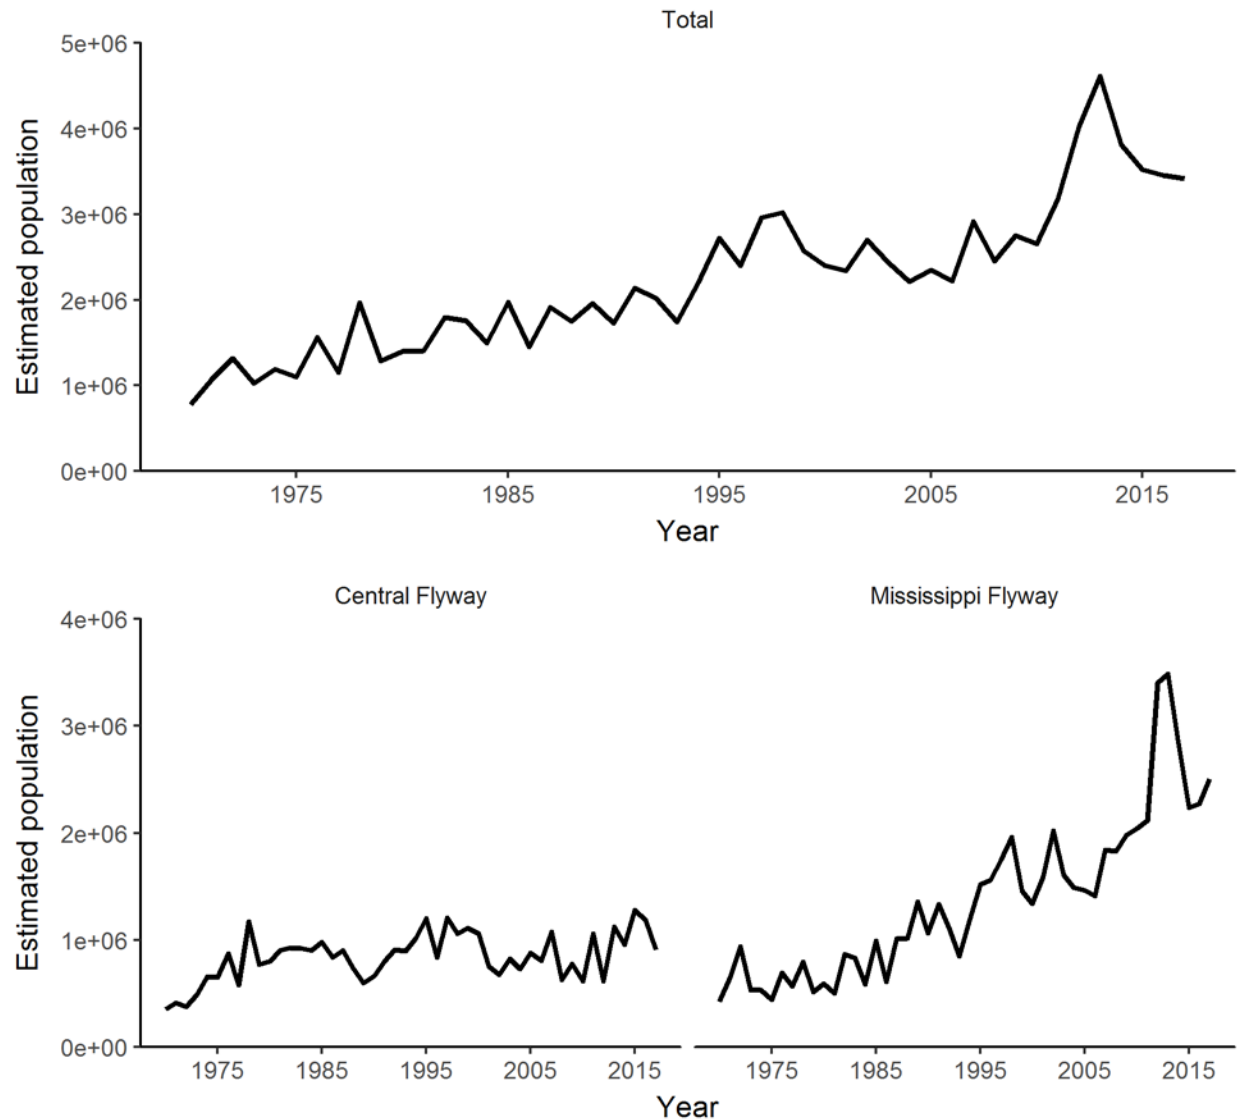 Total
Estimated population
5e+06
4e+06
3e+06
2e+06
1e+06
0e+00
1975 1985 1995 2005 2015
Year
Central Flyway Mississippi Flyway
Estimated population
4e+06
3e+06
2e+06
1e+06
0e+00
1975 1985 1995 2005 2015 1975 1985 1995 2005 2015
Year